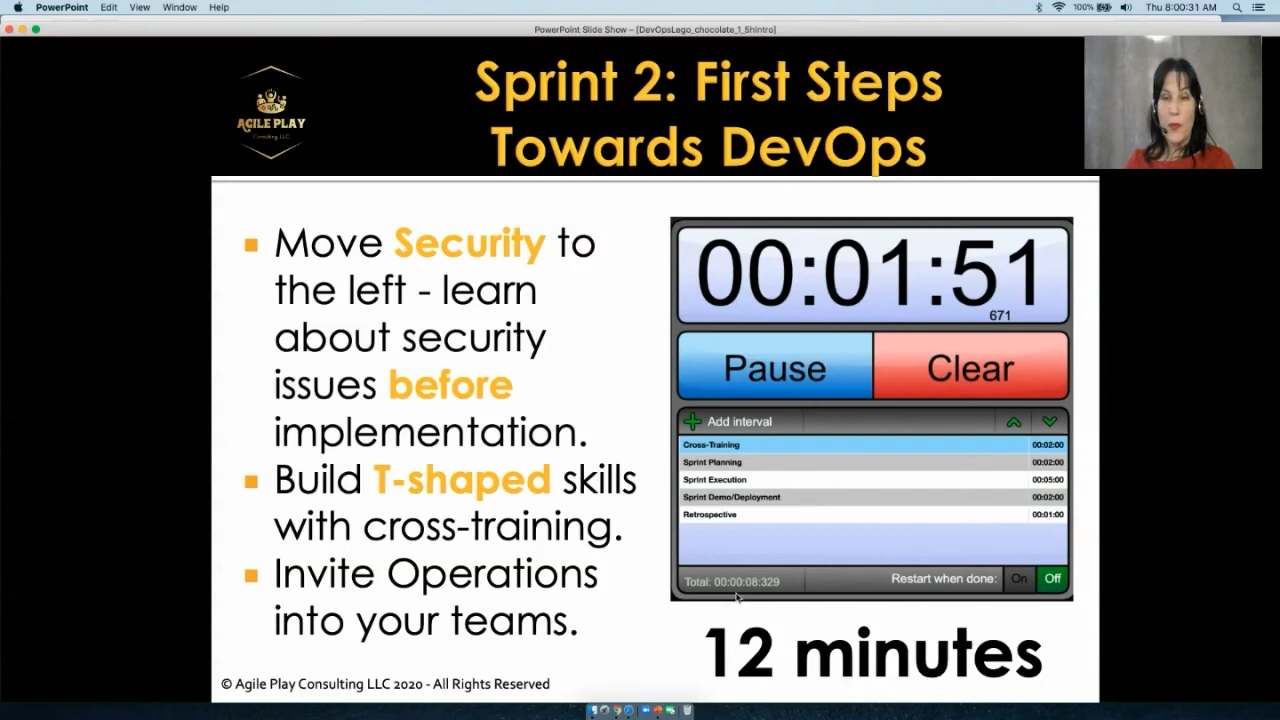 PowerPoint Edit View Window Help
100% Thu 8:00:31 AM
PowerPoint Slide Show – [DevOpsLego_chocolate_1_5hIntro]
AGILE PLAY
Consulting, LLC
Sprint 2: First Steps
Towards DevOps
Move Security to
the left - learn
about security
issues before
implementation.
Build T-shaped skills
with cross-training.
Invite Operations
into your teams.
00:01:51
671
Pause Clear
Add interval
Cross-Training 00:02:00
Sprint Planning 00:02:00
Sprint Execution 00:05:00
Sprint Demo/Deployment 00:02:00
Retrospective 00:01:00
Total: 00:00:08:329 Restart when done: On Off
12 minutes
© Agile Play Consulting LLC 2020 - All Rights Reserved